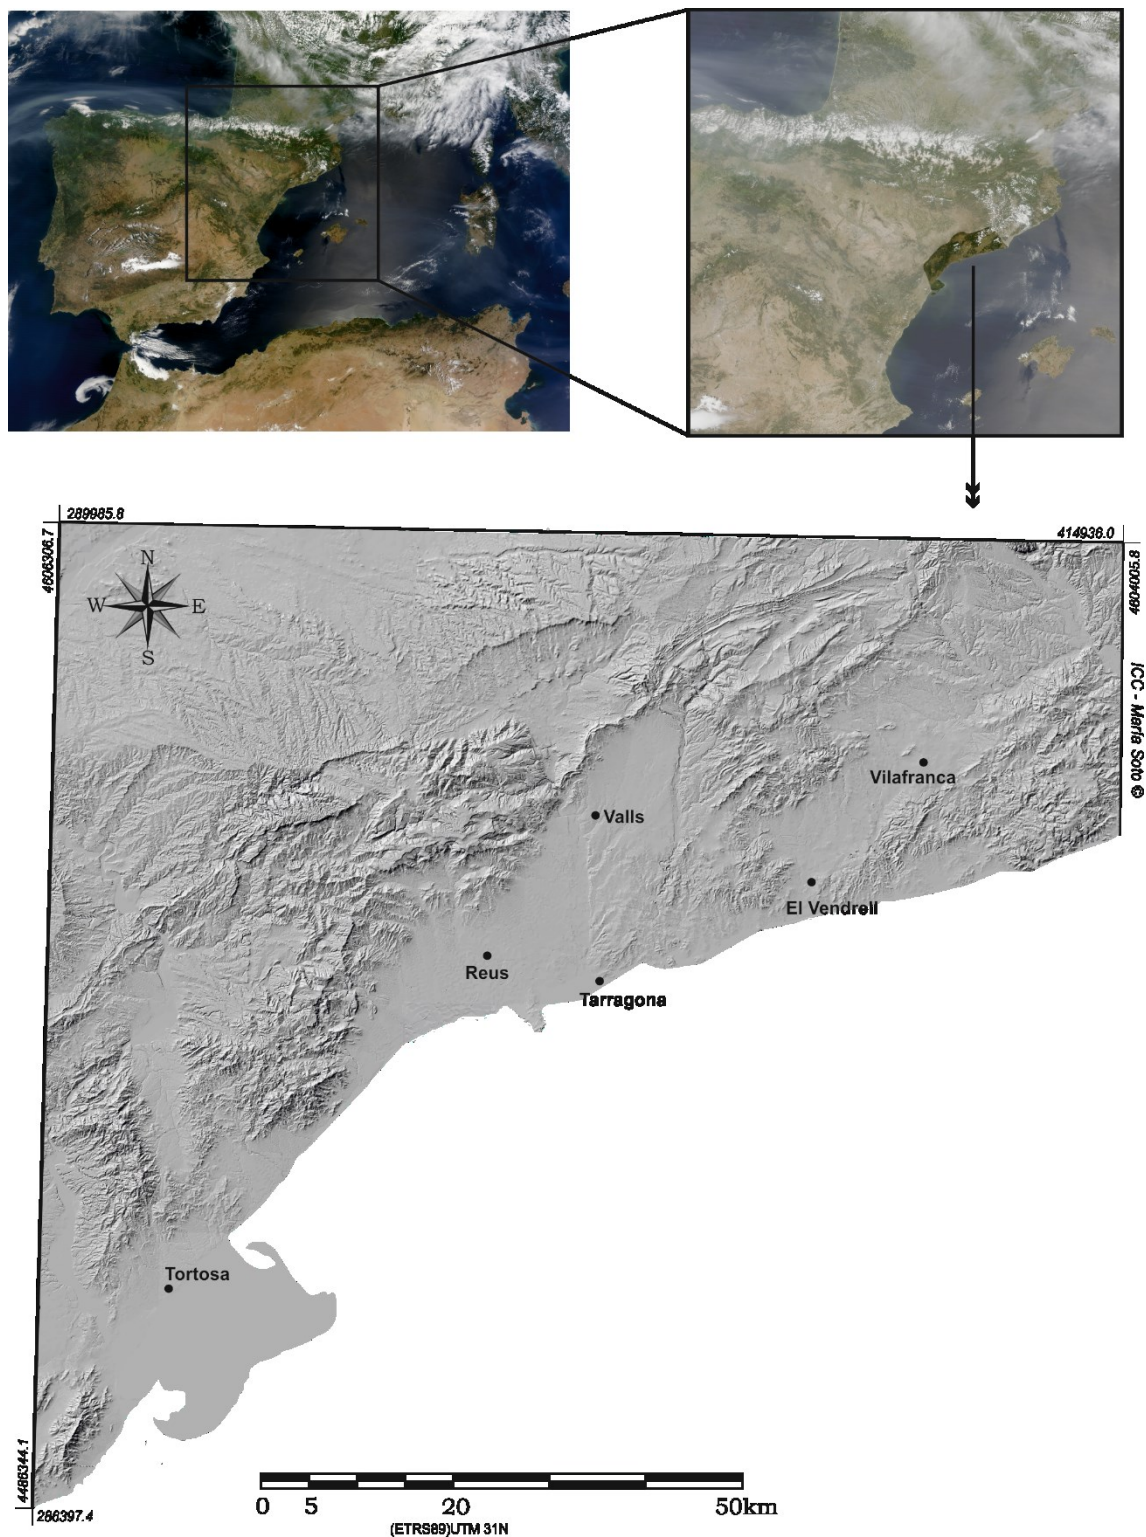 289985.8
414936.0
4606306.7
4604005.8
N
W E
S
ICC - Maria Soto ©
Vilafranca
Valls
El Vendrell
Reus
Tarragona
Tortosa
4486344.1
286397.4
0 5 20 50km
(ETRS89)UTM 31N